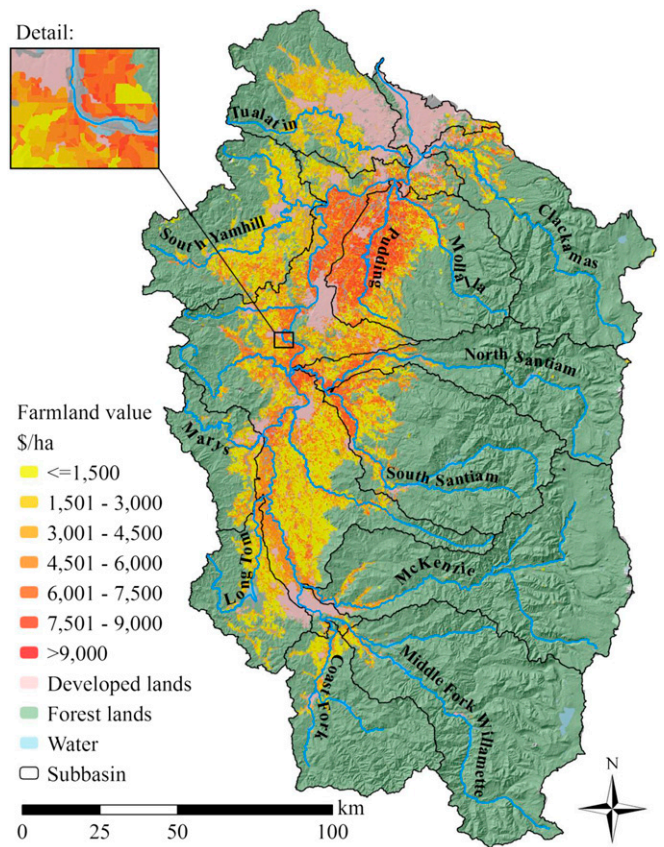 Detail:
Tualatin
South Yamhill
Pudding
Molalla
Clackamas
North Santiam
Farmland value
$/ha
<=1,500
1,501 - 3,000
3,001 - 4,500
4,501 - 6,000
6,001 - 7,500
7,501 - 9,000
>9,000
Developed lands
Forest lands
Water
Subbasin
Marys
South Santiam
Long Tom
McKenzie
Coast Fork
Middle Fork Willamette
km
0 25 50 100
N